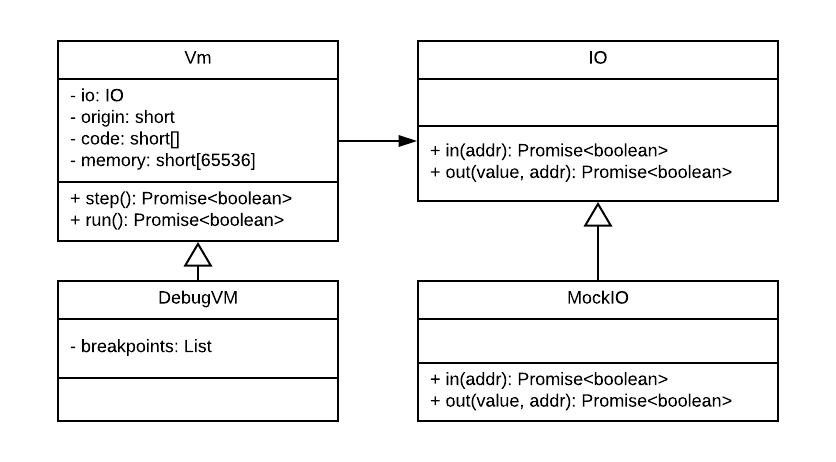 Vm
- io: IO
- origin: short
- code: short[]
- memory: short[65536]
+ step(): Promise<boolean>
+ run(): Promise<boolean>
IO
+ in(addr): Promise<boolean>
+ out(value, addr): Promise<boolean>
DebugVM
- breakpoints: List
MockIO
+ in(addr): Promise<boolean>
+ out(value, addr): Promise<boolean>